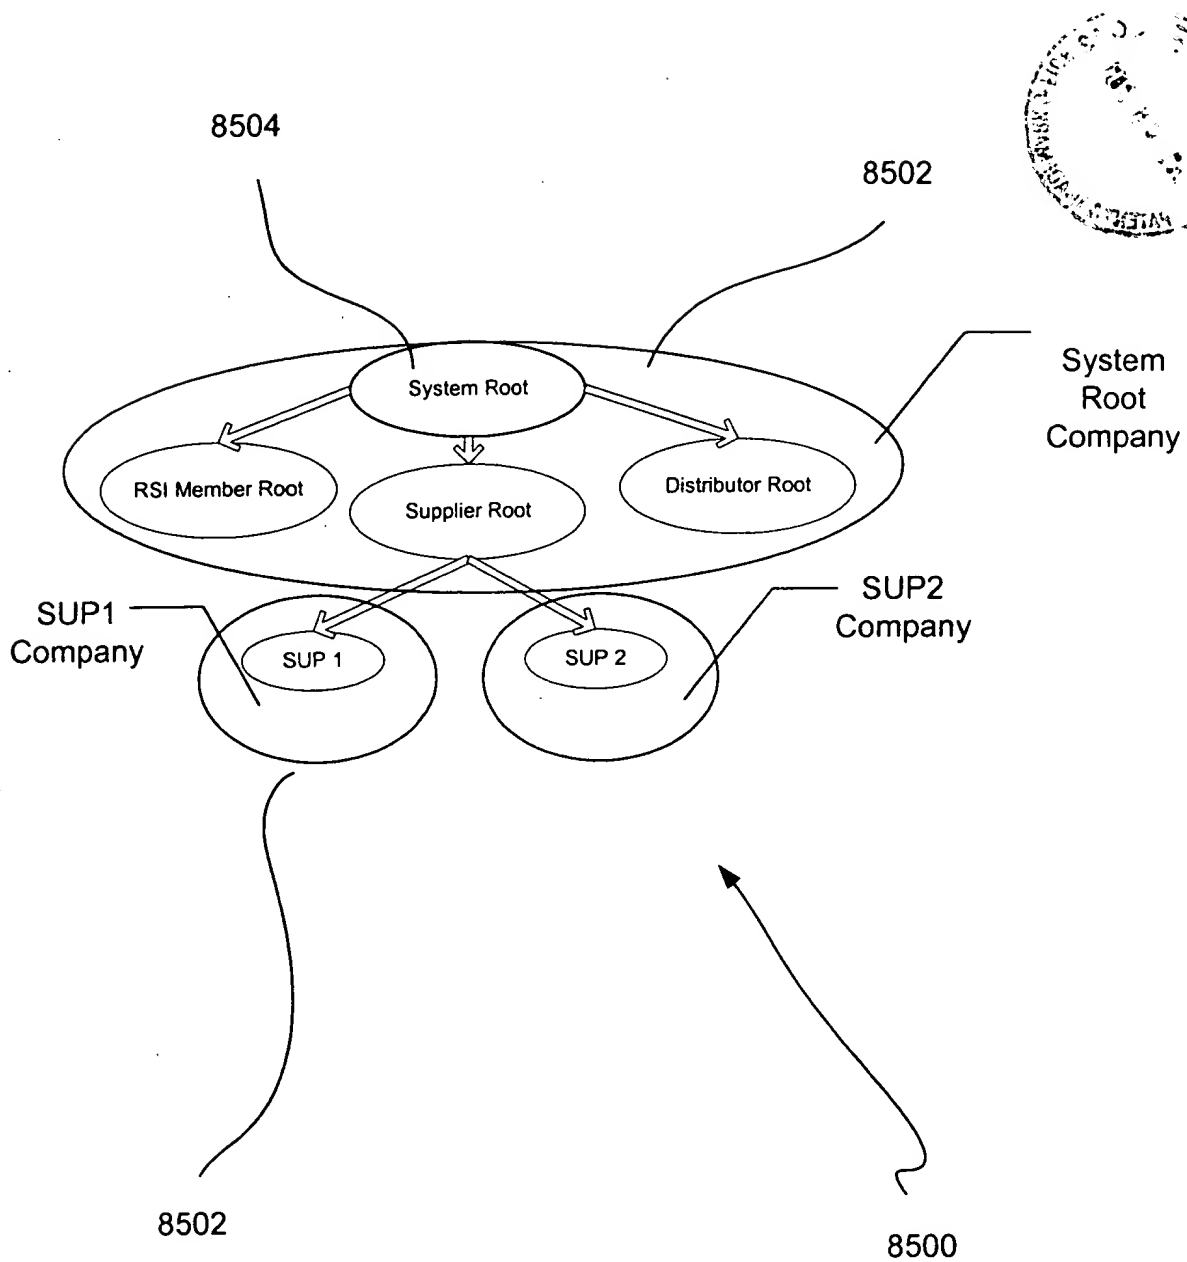 8504
8502
System
Root
Company
System Root
RSI Member Root
Supplier Root
Distributor Root
SUP1
Company
SUP2
Company
SUP 1
SUP 2
8502
8500